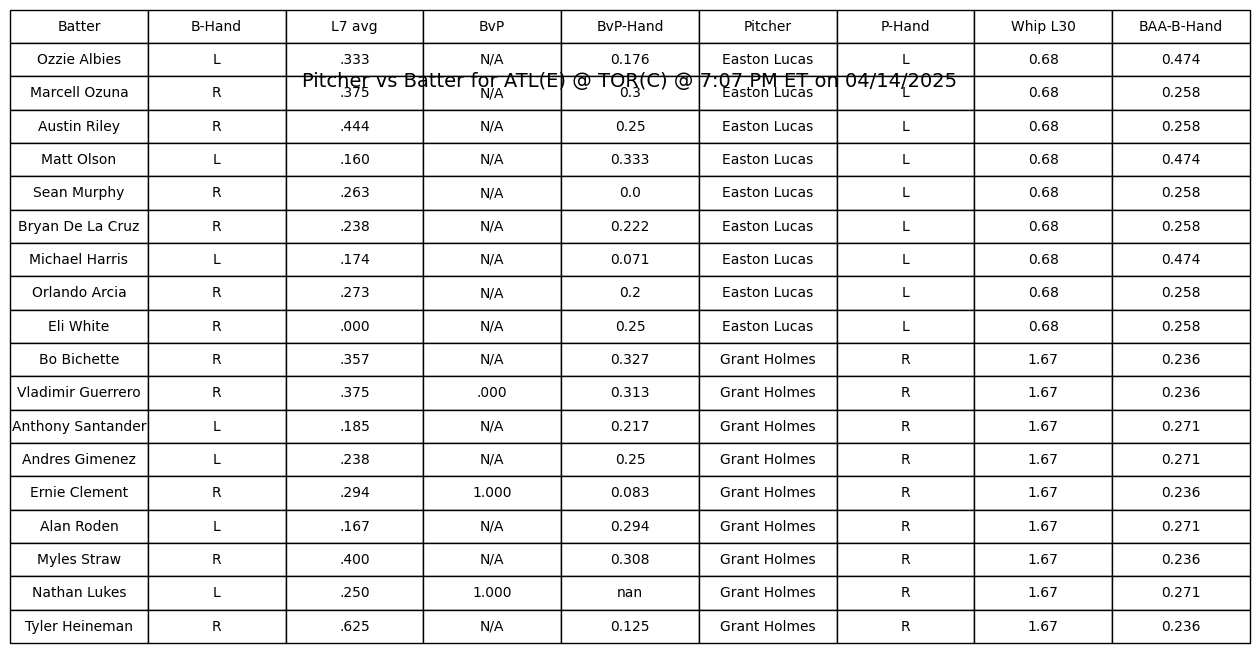 Batter B-Hand L7 avg BvP BvP-Hand Pitcher P-Hand Whip L30 BAA-B-Hand
Ozzie Albies L .333 N/A 0.176 Easton Lucas L 0.68 0.474
Pitcher vs Batter for ATL(E) @ TOR(C) @ 7:07 PM ET on 04/14/2025
Marcell Ozuna R .375 N/A 0.3 Easton Lucas L 0.68 0.258
Austin Riley R .444 N/A 0.25 Easton Lucas L 0.68 0.258
Matt Olson L .160 N/A 0.333 Easton Lucas L 0.68 0.474
Sean Murphy R .263 N/A 0.0 Easton Lucas L 0.68 0.258
Bryan De La Cruz R .238 N/A 0.222 Easton Lucas L 0.68 0.258
Michael Harris L .174 N/A 0.071 Easton Lucas L 0.68 0.474
Orlando Arcia R .273 N/A 0.2 Easton Lucas L 0.68 0.258
Eli White R .000 N/A 0.25 Easton Lucas L 0.68 0.258
Bo Bichette R .357 N/A 0.327 Grant Holmes R 1.67 0.236
Vladimir Guerrero R .375 .000 0.313 Grant Holmes R 1.67 0.236
Anthony Santander L .185 N/A 0.217 Grant Holmes R 1.67 0.271
Andres Gimenez L .238 N/A 0.25 Grant Holmes R 1.67 0.271
Ernie Clement R .294 1.000 0.083 Grant Holmes R 1.67 0.236
Alan Roden L .167 N/A 0.294 Grant Holmes R 1.67 0.271
Myles Straw R .400 N/A 0.308 Grant Holmes R 1.67 0.236
Nathan Lukes L .250 1.000 nan Grant Holmes R 1.67 0.271
Tyler Heineman R .625 N/A 0.125 Grant Holmes R 1.67 0.236